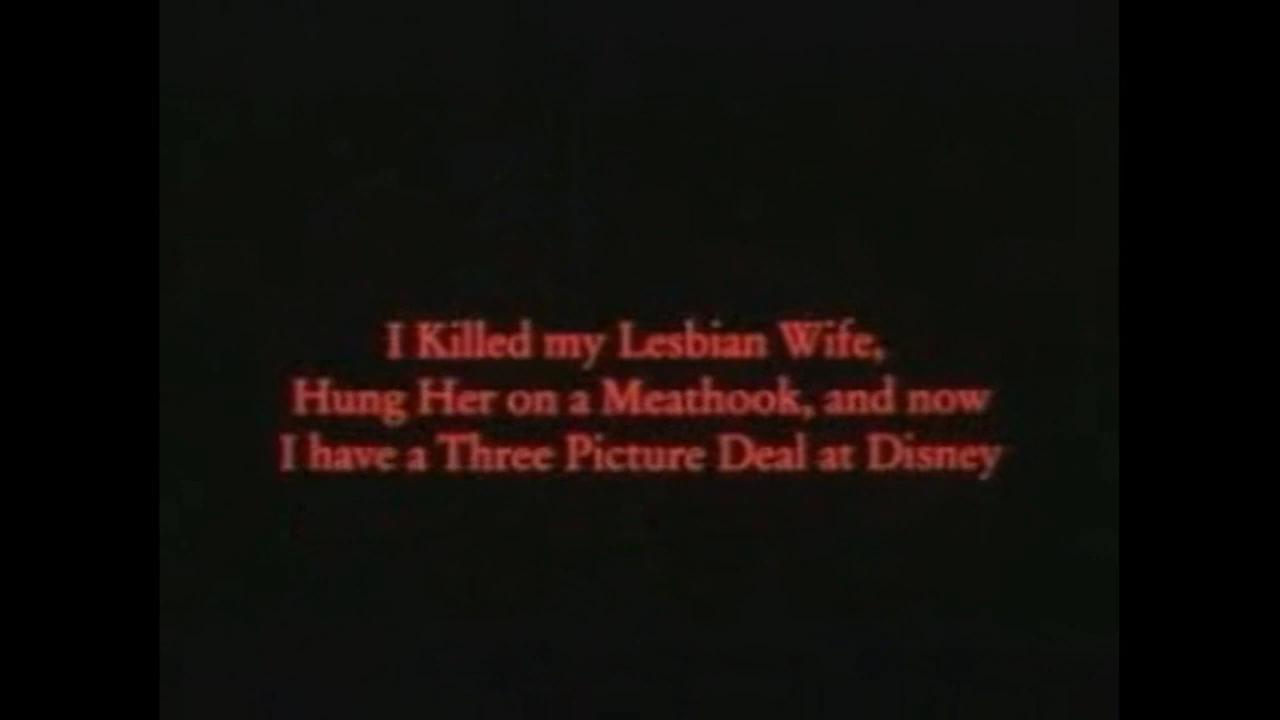 I Killed my Lesbian Wife,
Hung Her on a Meathook, and now
I have a Three Picture Deal at Disney